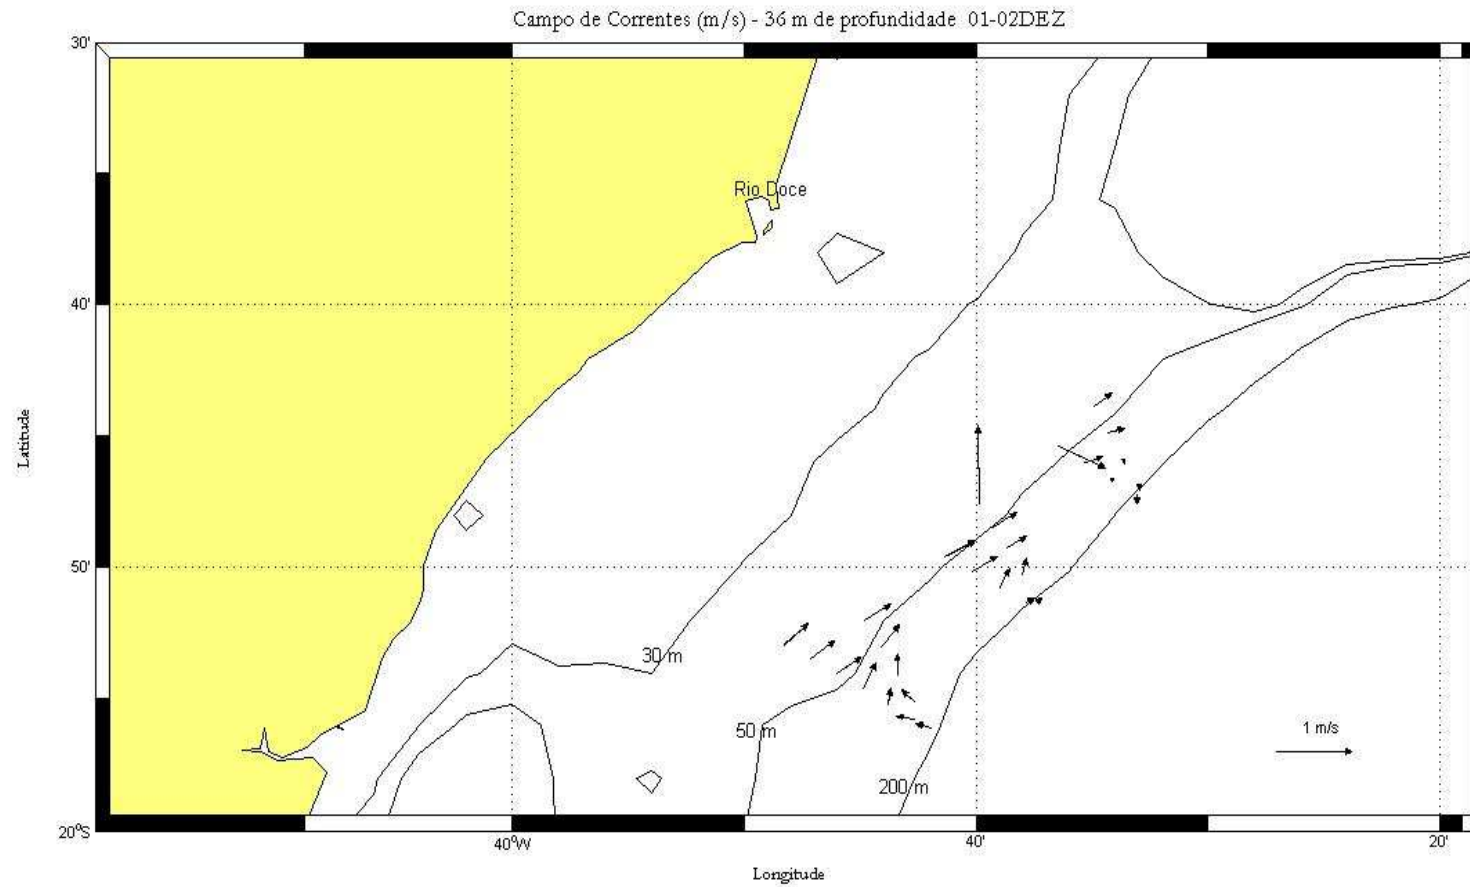 Campo de Correntes (m/s) - 36 m de profundidade 01-02DEZ
30'
Rio Doce
40'
Latitude
50'
30 m
50 m
1 m/s
200 m
20°S
40°W
40'
20'
Longitude